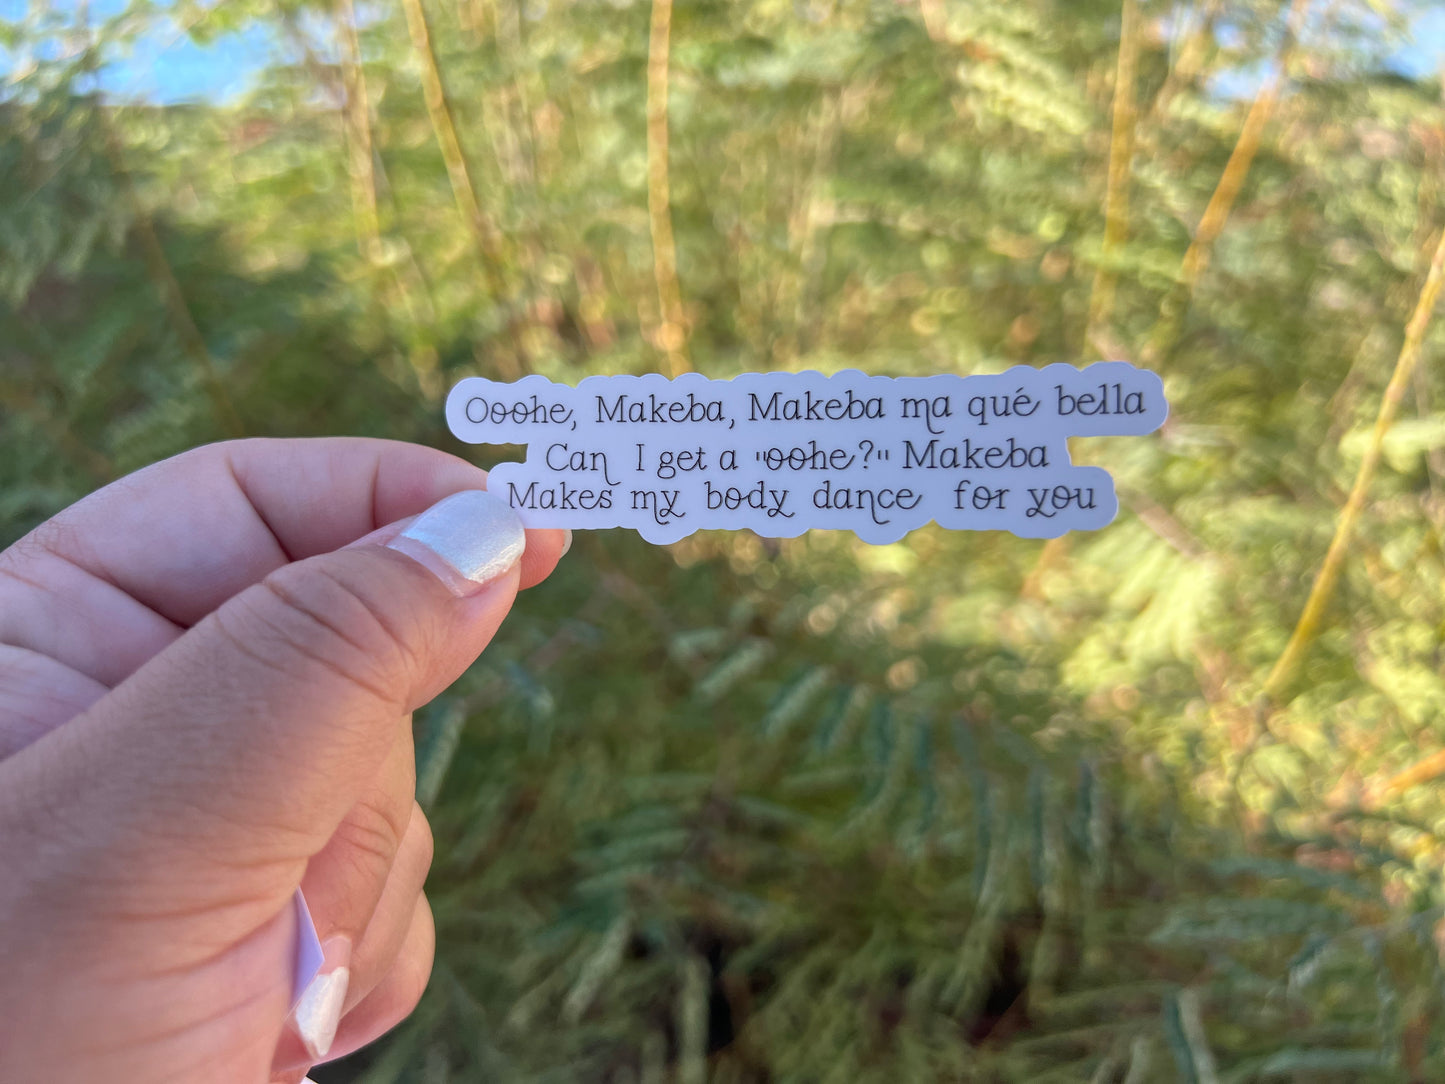 Ooohe, Makeba, Makeba ma qué bella
Can I get a "oohe?" Makeba
Makes my body dance for you